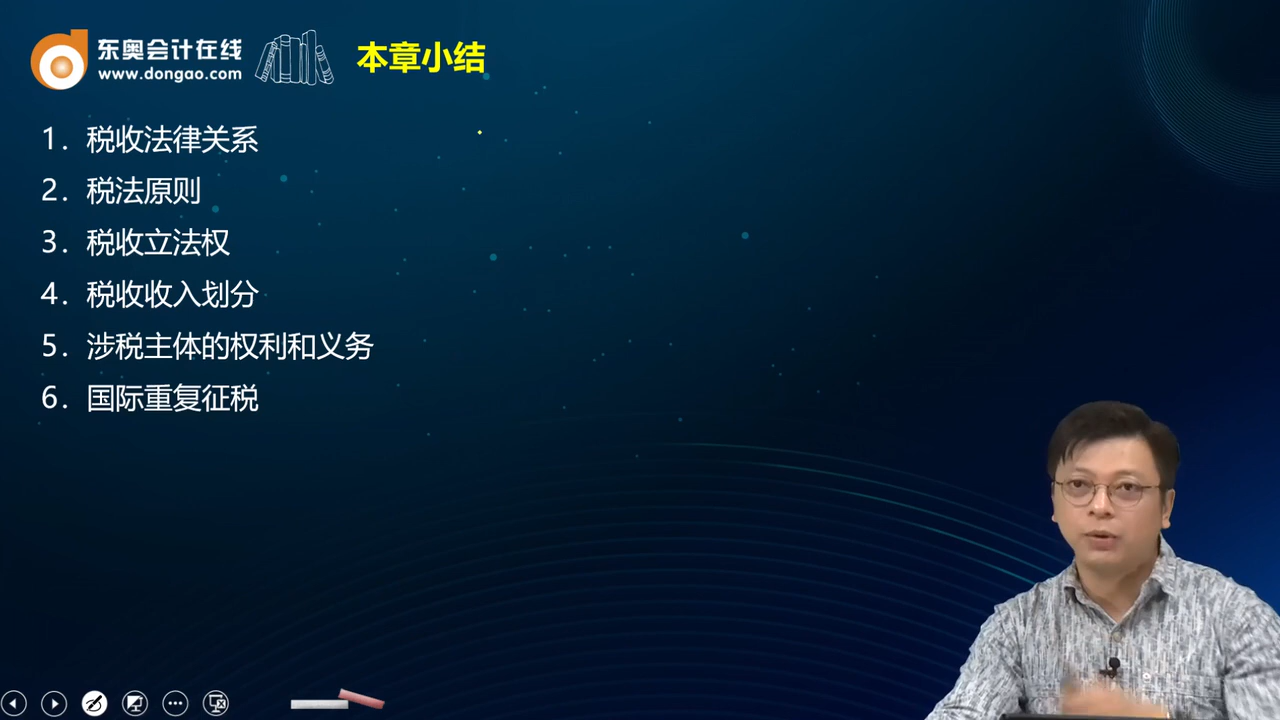 东奥会计在线
www.dongao.com
本章小结
1. 税收法律关系
2. 税法原则
3. 税收立法权
4. 税收收入划分
5. 涉税主体的权利和义务
6. 国际重复征税